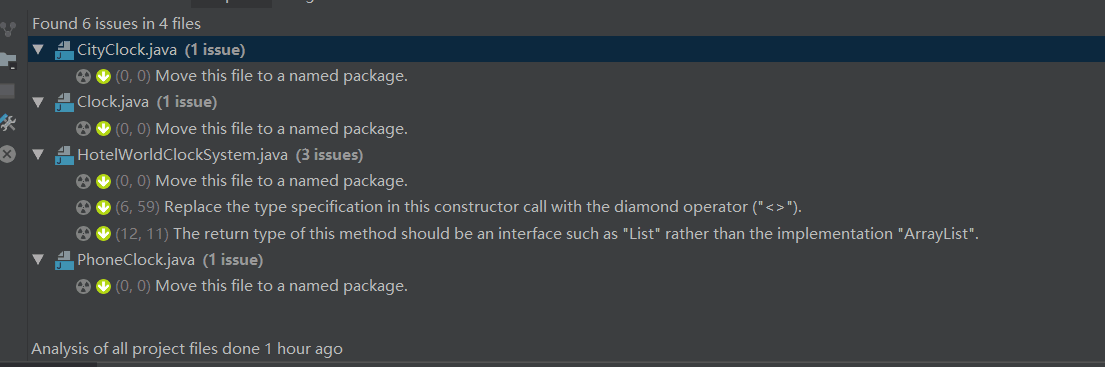 Found 6 issues in 4 files
CityClock.java (1 issue)
(0, 0) Move this file to a named package.
Clock.java (1 issue)
(0, 0) Move this file to a named package.
HotelWorldClockSystem.java (3 issues)
(0, 0) Move this file to a named package.
(6, 59) Replace the type specification in this constructor call with the diamond operator ("<>").
(12, 11) The return type of this method should be an interface such as "List" rather than the implementation "ArrayList".
PhoneClock.java (1 issue)
(0, 0) Move this file to a named package.
Analysis of all project files done 1 hour ago